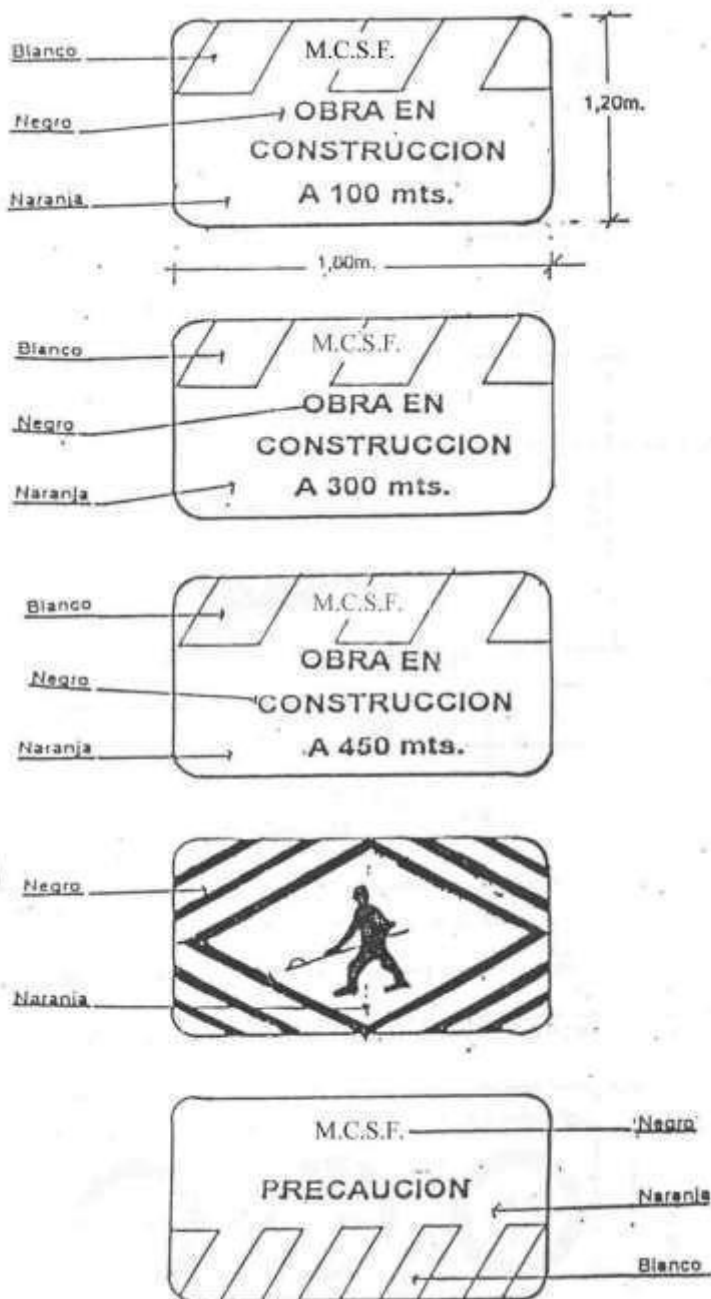 Blanco
M.C.S.F.
Negro
OBRA EN
CONSTRUCCION
Naranja
A 100 mts.
1,20m.
1,00m.
Blanco
M.C.S.F.
Negro
OBRA EN
CONSTRUCCION
Naranja
A 300 mts.
Blanco
M.C.S.F.
OBRA EN
Negro
CONSTRUCCION
Naranja
A 450 mts.
Negro
Naranja
M.C.S.F.
Negro
PRECAUCION
Naranja
Blanco